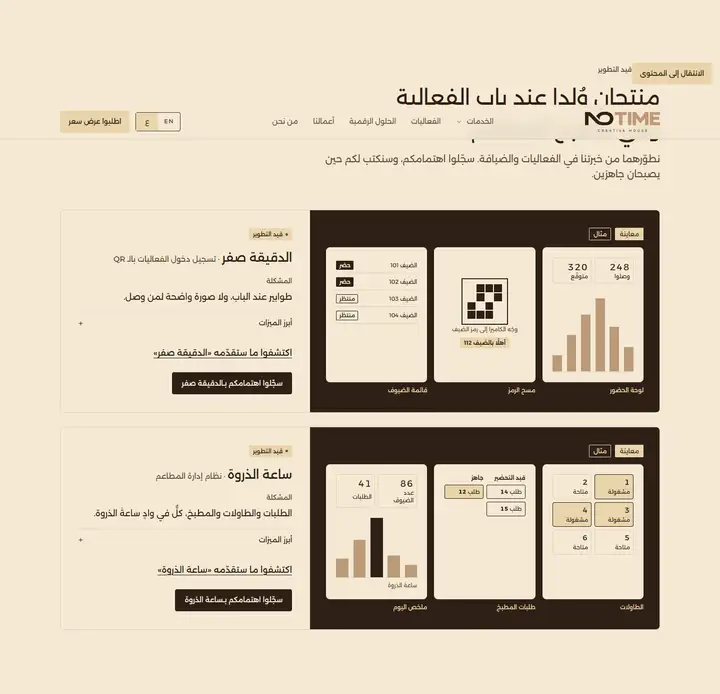 الانتقال إلى المحتوى
قيد التطوير
منتجان وُلدا عند باب الفعالية
NOTIME
CREATIVE HOUSE
الخدمات
الفعاليات
الحلول الرقمية
أعمالنا
من نحن
EN
ع
اطلبوا عرض سعر
نطوّرهما من خبرتنا في الفعاليات والضيافة. سجّلوا اهتمامكم، وسنكتب لكم حين
يصبحان جاهزين.
معاينة
مثال
248
وصلوا
320
متوقّع
لوحة الحضور
وجّه الكاميرا إلى رمز الضيف
أهلًا بالضيف 112
مسح الرمز
الضيف 101 حضر
الضيف 102 حضر
الضيف 103 منتظر
الضيف 104 منتظر
قائمة الضيوف
• قيد التطوير
الدقيقة صفر · تسجيل دخول الفعاليات بالـ QR
المشكلة
طوابير عند الباب، ولا صورة واضحة لمن وصل.
أبرز الميزات +
اكتشفوا ما ستقدّمه «الدقيقة صفر»
سجّلوا اهتمامكم بالدقيقة صفر
معاينة
مثال
1
مشغولة
2
متاحة
3
مشغولة
4
مشغولة
5
متاحة
6
متاحة
الطاولات
قيد التحضير
طلب 14
طلب 15
جاهز
طلب 12
طلبات المطبخ
86
عدد
الضيوف
41
الطلبات
ساعة الذروة
ملخص اليوم
• قيد التطوير
ساعة الذروة · نظام إدارة المطاعم
المشكلة
الطلبات والطاولات والمطبخ، كلٌّ في وادٍ ساعةَ الذروة.
أبرز الميزات +
اكتشفوا ما ستقدّمه «ساعة الذروة»
سجّلوا اهتمامكم بساعة الذروة